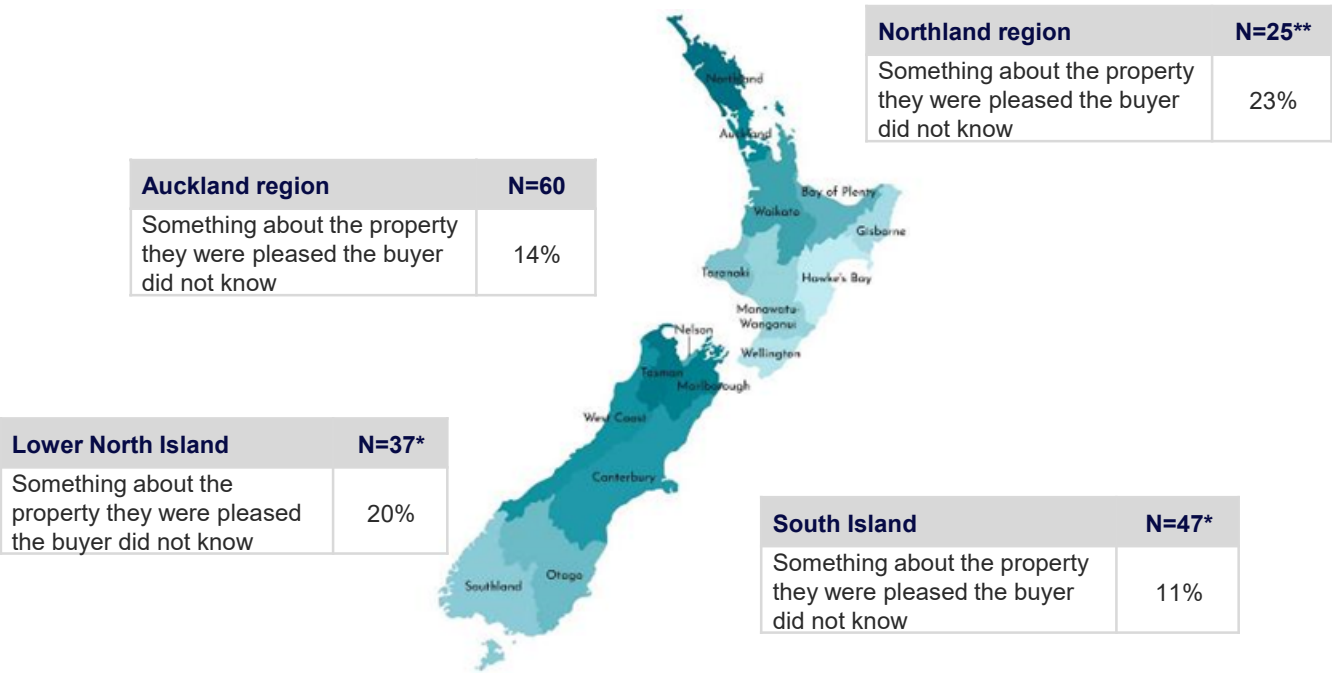 Northland region N=25**
Something about the property
they were pleased the buyer
did not know
23%
Auckland region N=60
Something about the property
they were pleased the buyer
did not know
14%
Lower North Island N=37*
Something about the
property they were pleased
the buyer did not know
20%
South Island N=47*
Something about the property
they were pleased the buyer
did not know
11%
Northland
Auckland
Bay of Plenty
Waikato
Gisborne
Taranaki
Hawke's Bay
Manawatu-
Wanganui
Nelson
Wellington
Tasman
Marlborough
West Coast
Canterbury
Otago
Southland